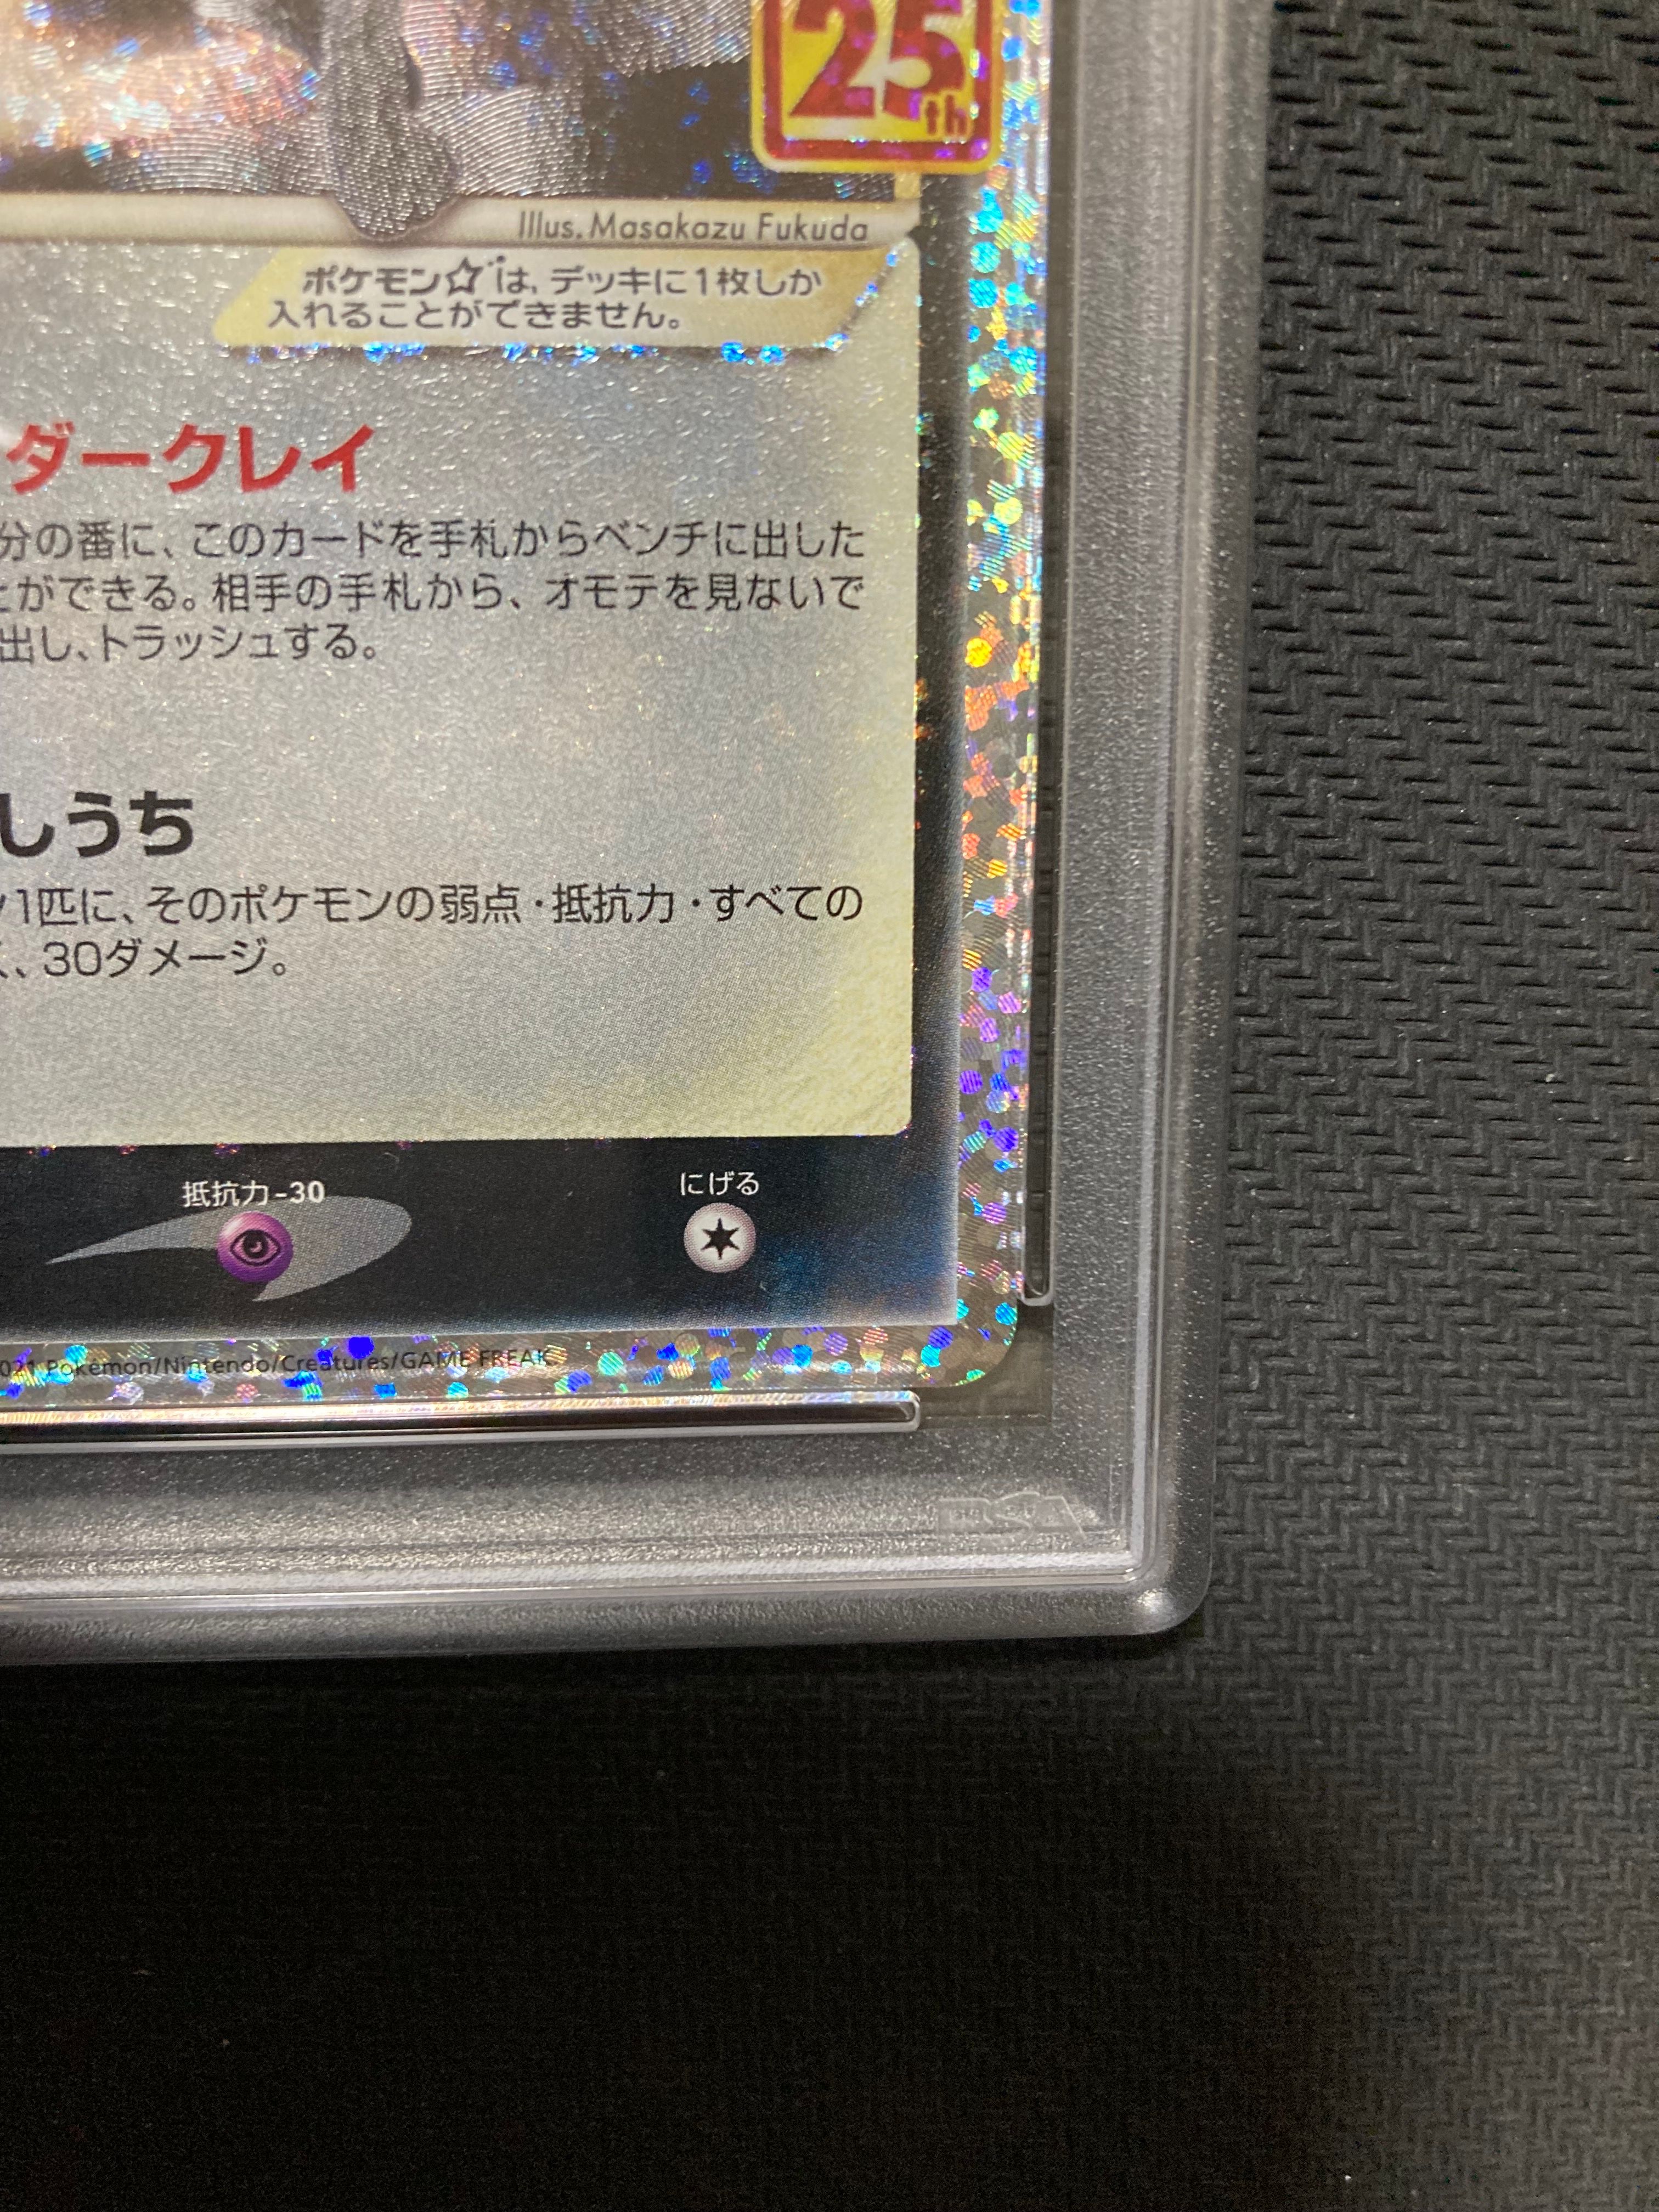 25th
Illus. Masakazu Fukuda
ポケモン☆は、デッキに1枚しか
入れることができません。
ダークレイ
分の番に、このカードを手札からベンチに出した
とができる。相手の手札から、オモテを見ないで
出し、トラッシュする。
しうち
1匹に、そのポケモンの弱点・抵抗力・すべての
、30ダメージ。
抵抗力-30
にげる
021 Pokémon/Nintendo/Creatures/GAME FREAK
PSA